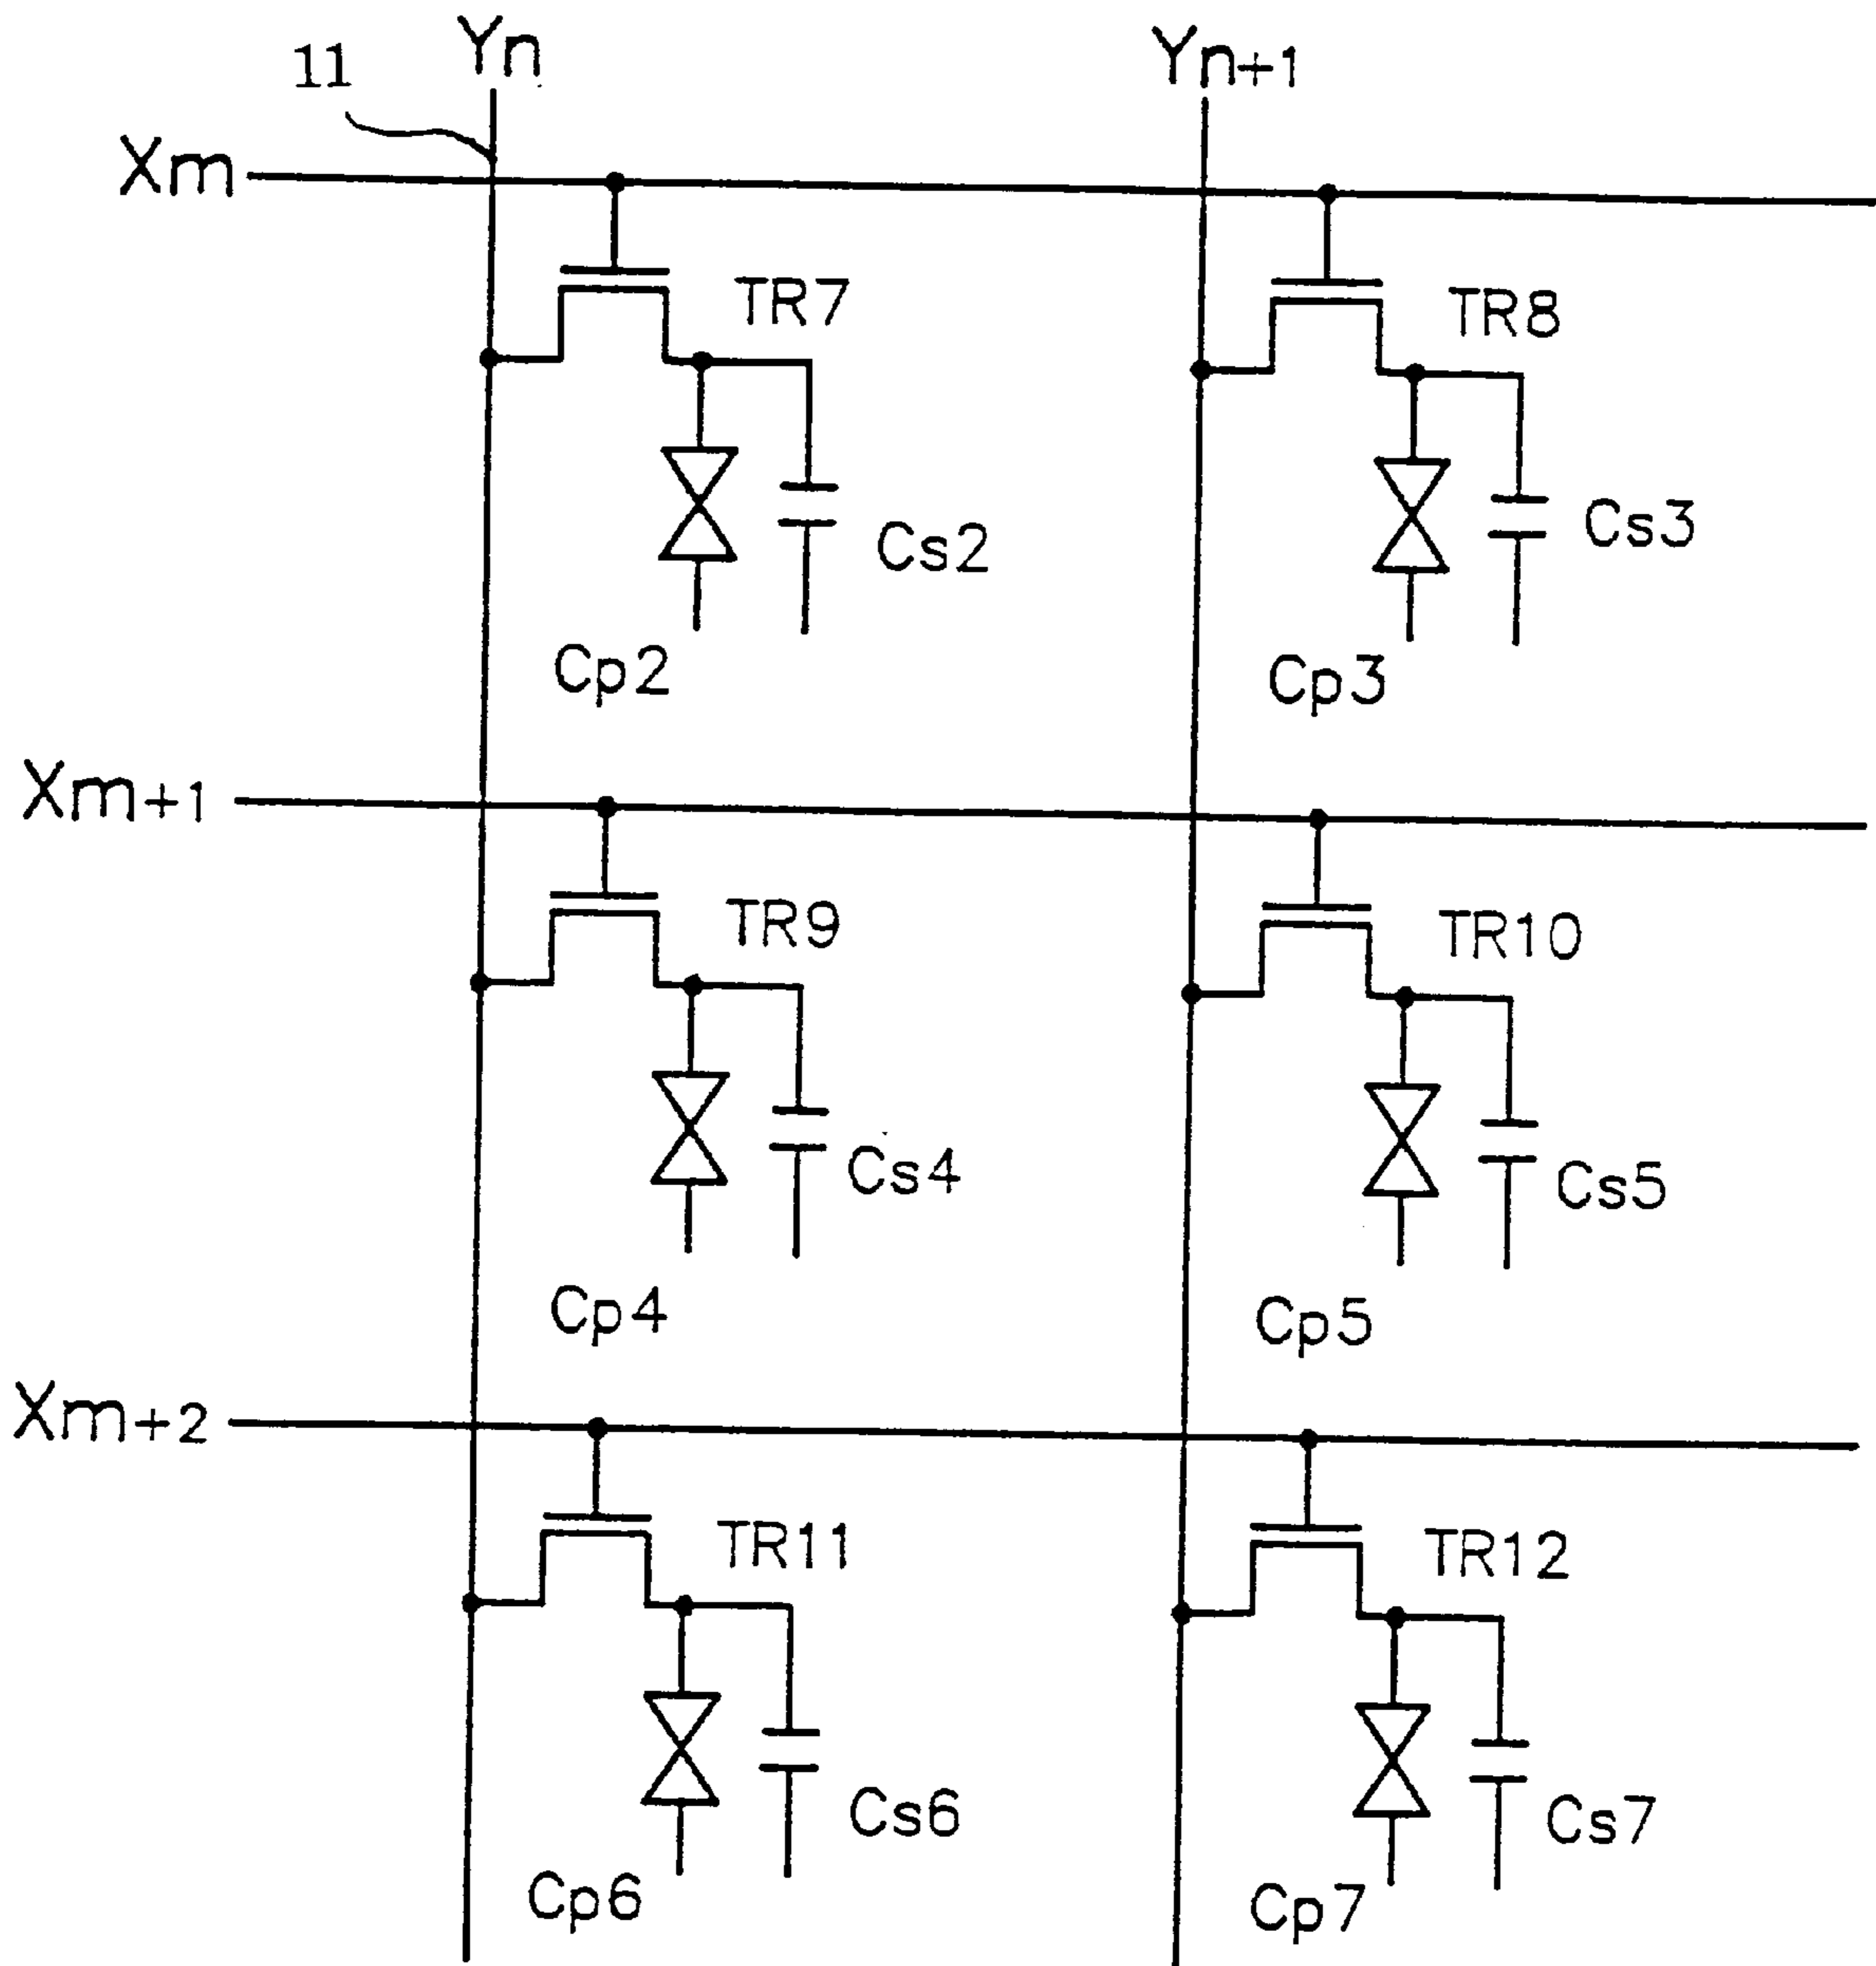 11
Yn
Yn+1
Xm
TR7
TR8
Cs2
Cs3
Cp2
Cp3
Xm+1
TR9
TR10
Cs4
Cs5
Cp4
Cp5
Xm+2
TR11
TR12
Cs6
Cs7
Cp6
Cp7